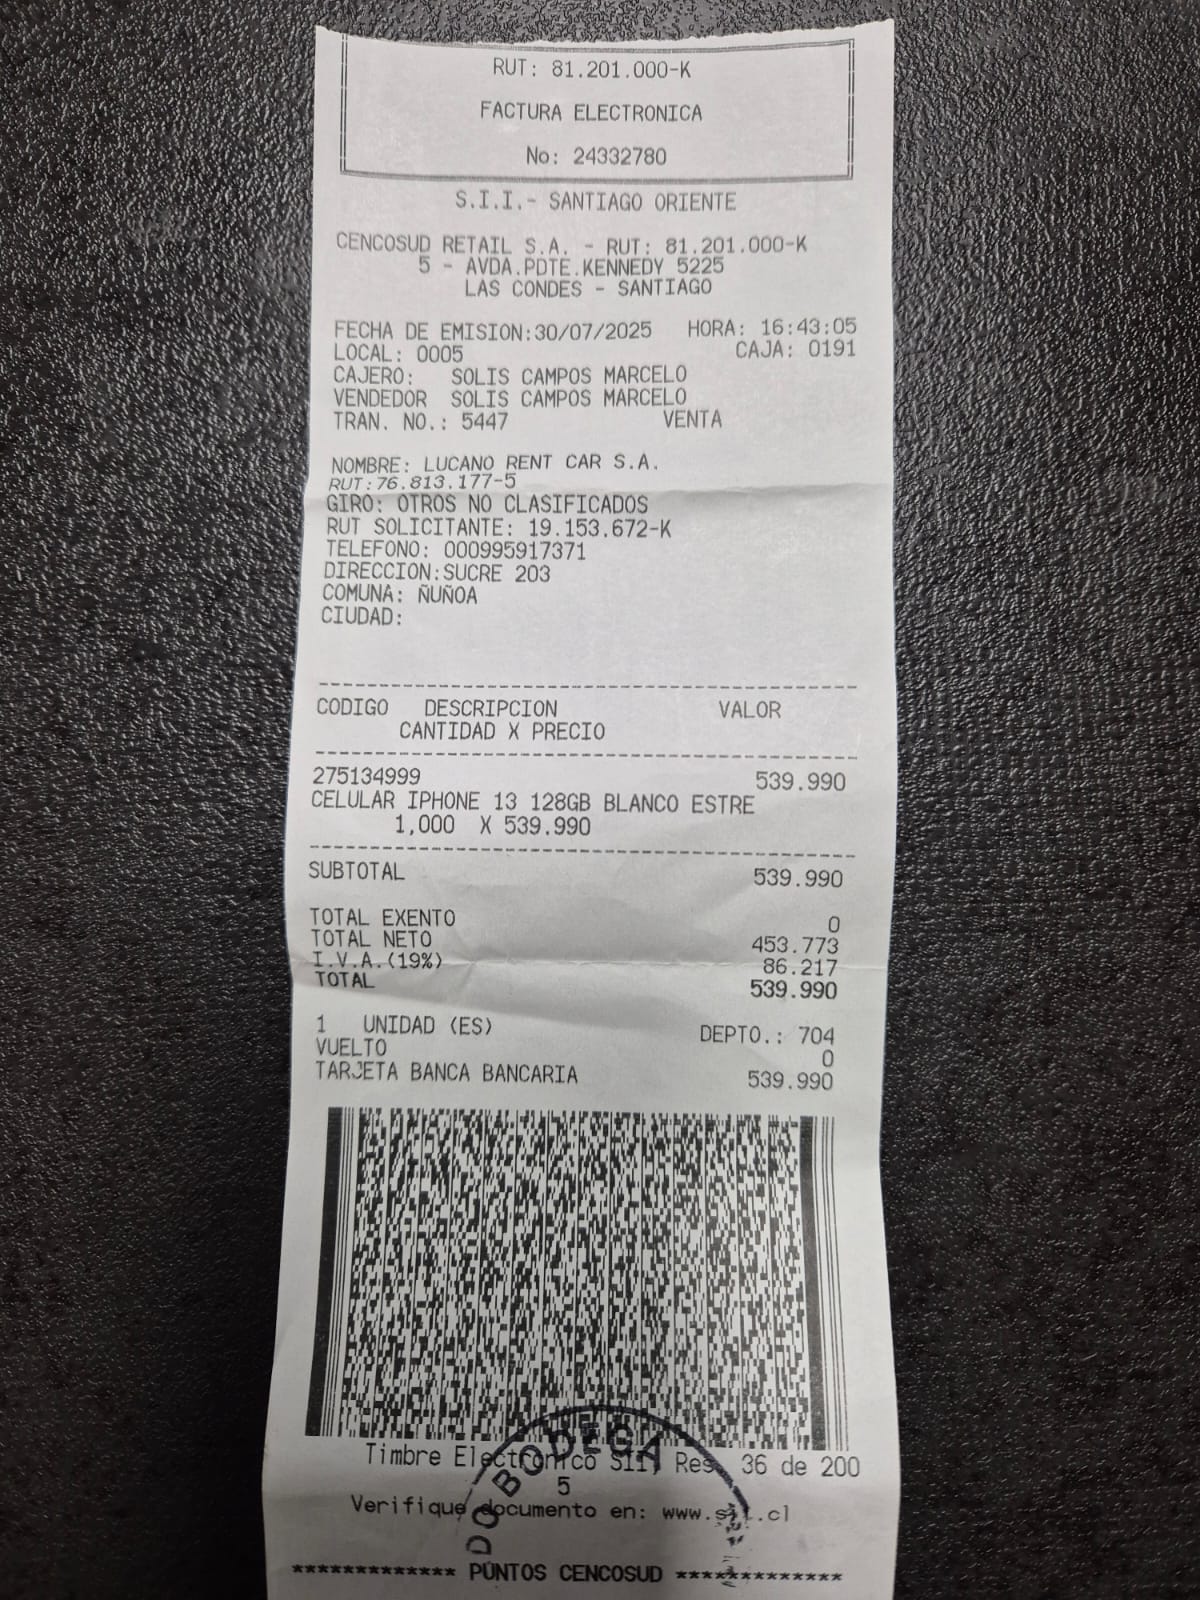 RUT: 81.201.000-K
FACTURA ELECTRONICA
No: 24332780
S.I.I.- SANTIAGO ORIENTE
CENCOSUD RETAIL S.A. - RUT: 81.201.000-K
5 - AVDA.PDTE.KENNEDY 5225
LAS CONDES - SANTIAGO
FECHA DE EMISION:30/07/2025 HORA: 16:43:05
LOCAL: 0005 CAJA: 0191
CAJERO: SOLIS CAMPOS MARCELO
VENDEDOR SOLIS CAMPOS MARCELO
TRAN. NO.: 5447 VENTA
NOMBRE: LUCANO RENT CAR S.A.
RUT:76.813.177-5
GIRO: OTROS NO CLASIFICADOS
RUT SOLICITANTE: 19.153.672-K
TELEFONO: 000995917371
DIRECCION:SUCRE 203
COMUNA: ÑUÑOA
CIUDAD:
CODIGO DESCRIPCION VALOR
CANTIDAD X PRECIO
275134999 539.990
CELULAR IPHONE 13 128GB BLANCO ESTRE
1,000 X 539.990
SUBTOTAL 539.990
TOTAL EXENTO 0
TOTAL NETO 453.773
I.V.A.(19%) 86.217
TOTAL 539.990
1 UNIDAD (ES) DEPTO.: 704
VUELTO 0
TARJETA BANCA BANCARIA 539.990
Timbre Electronico SII, Res. 36 de 200
5
Verifique documento en: www.sii.cl
DO BODEGA
************* PUNTOS CENCOSUD *************